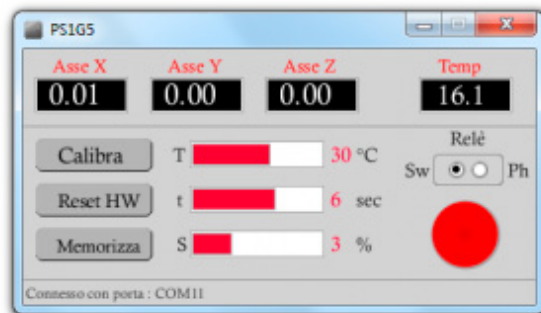 PS1G5
Asse X Asse Y Asse Z Temp
0.01 0.00 0.00 16.1
Relè
Calibra T 30 °C
Sw Ph
Reset HW t 6 sec
Memorizza S 3 %
Connesso con porta : COM11